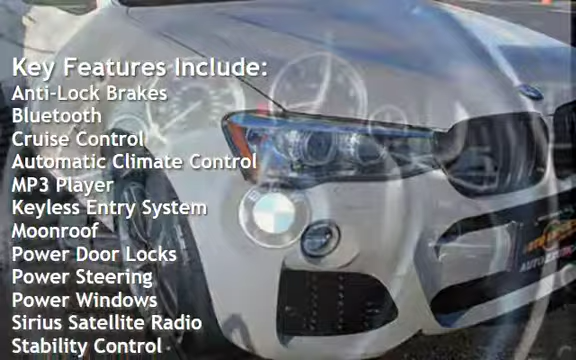 Key Features Include:
Anti-Lock Brakes
Bluetooth
Cruise Control
Automatic Climate Control
MP3 Player
Keyless Entry System
Moonroof
Power Door Locks
Power Steering
Power Windows
Sirius Satellite Radio
Stability Control